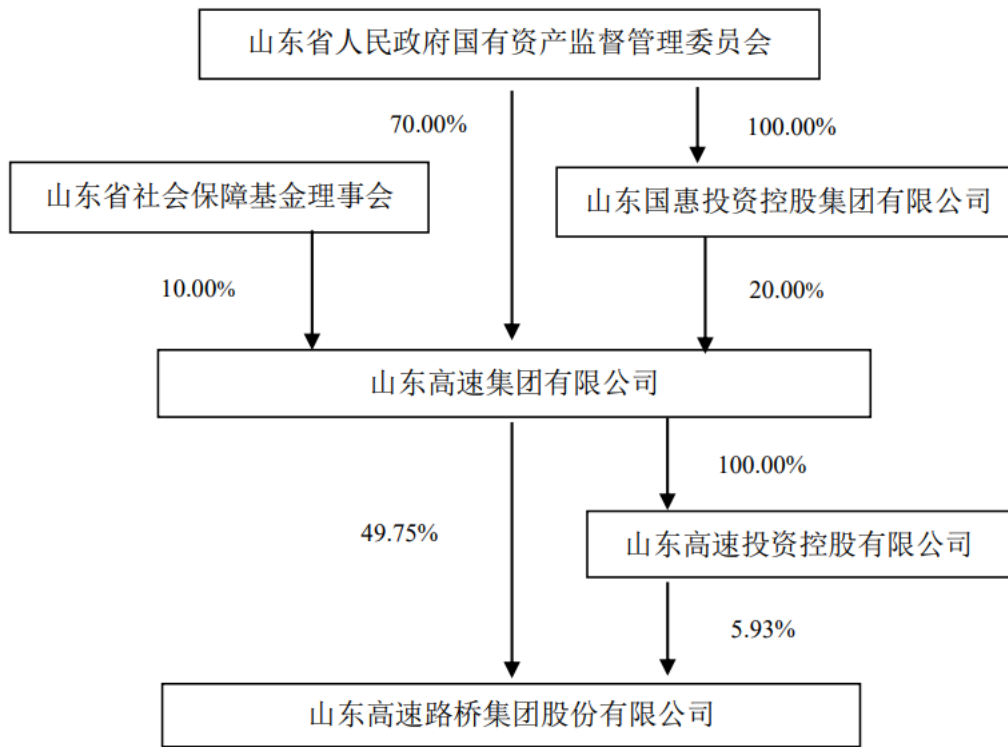 山东省人民政府国有资产监督管理委员会
70.00%
100.00%
山东省社会保障基金理事会
山东国惠投资控股集团有限公司
10.00%
20.00%
山东高速集团有限公司
100.00%
49.75%
山东高速投资控股有限公司
5.93%
山东高速路桥集团股份有限公司